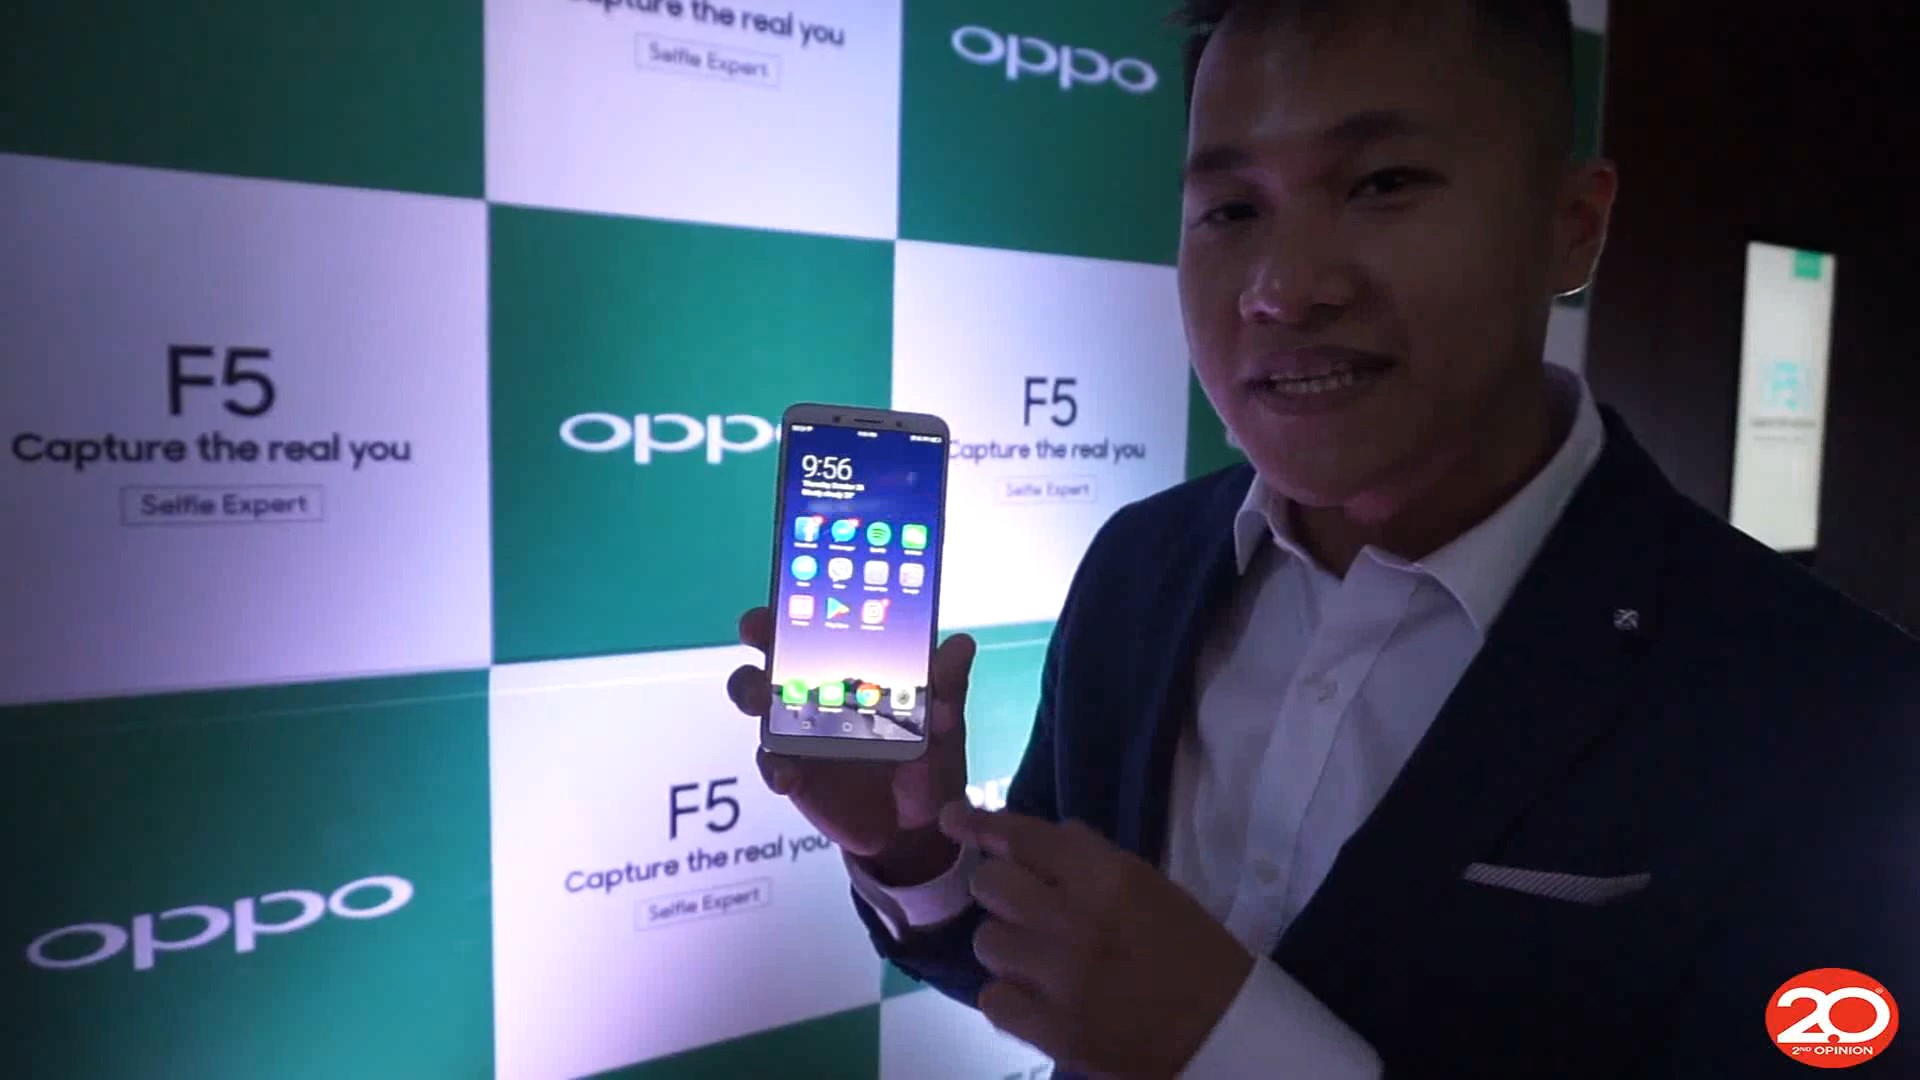 Capture the real you
Selfie Expert
oppo
F5
Capture the real you
Selfie Expert
oppo
F5
Capture the real you
Selfie Expert
9:56
oppo
F5
Capture the real you
Selfie Expert
2.O
2ND OPINION